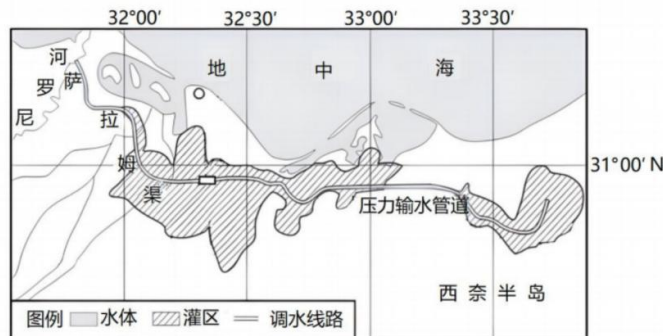 32°00′ 32°30′ 33°00′ 33°30′
地中海
尼罗河
萨拉姆渠
31°00′ N
压力输水管道
西奈半岛
图例 水体 灌区 调水线路